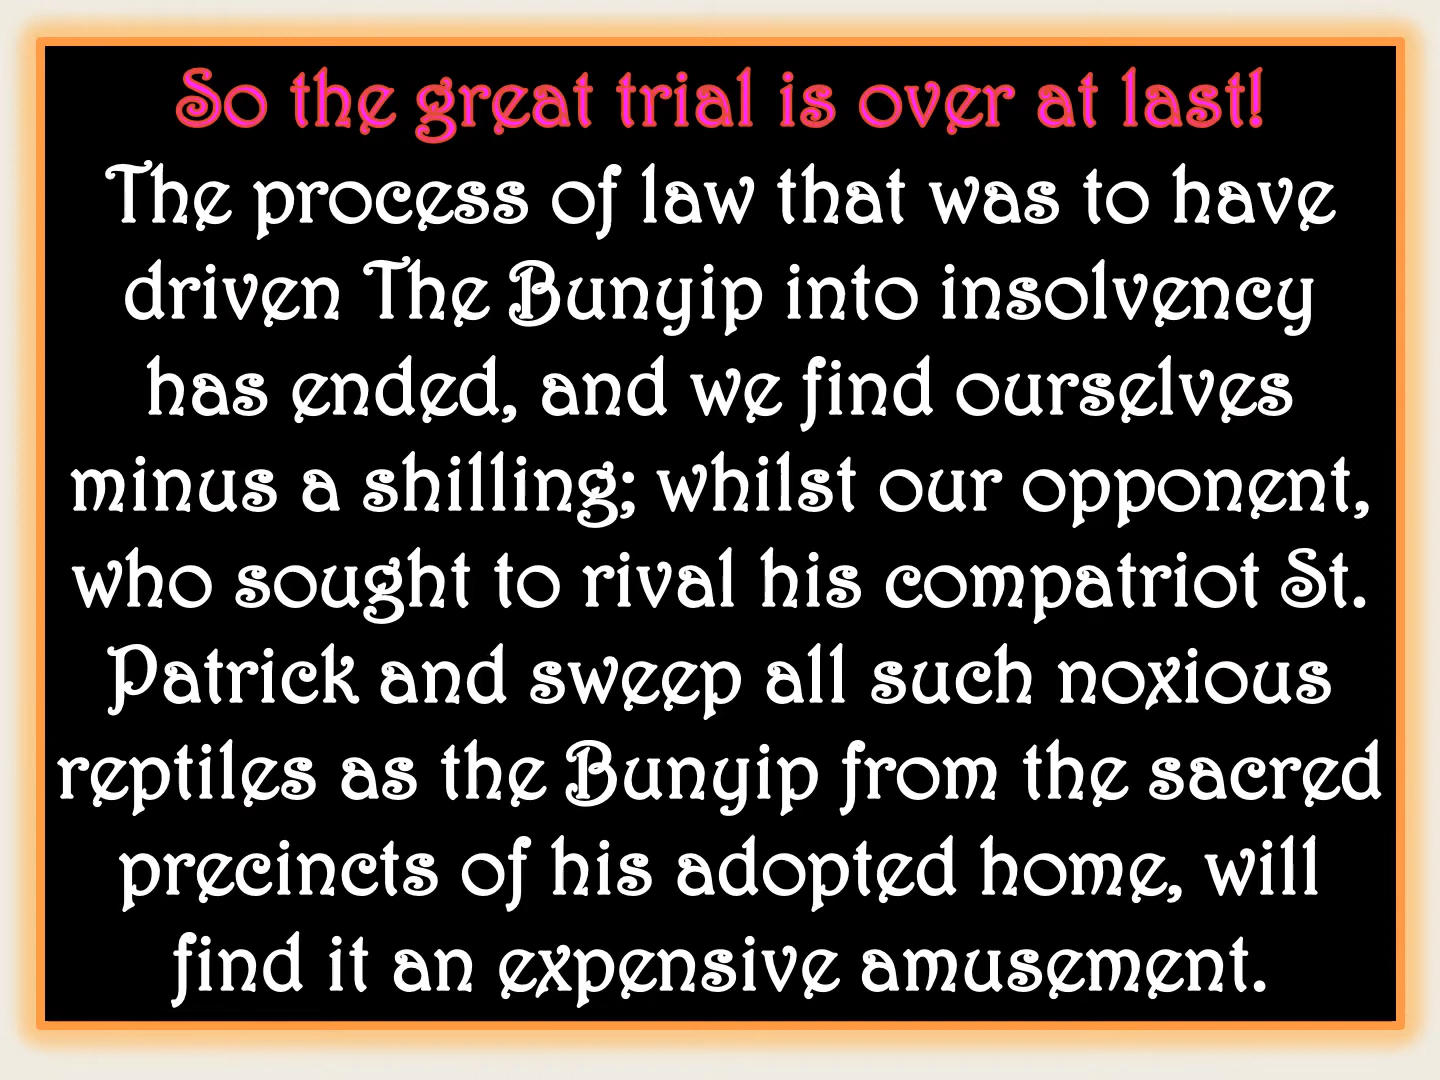 So the great trial is over at last!
The process of law that was to have
driven The Bunyip into insolvency
has ended, and we find ourselves
minus a shilling; whilst our opponent,
who sought to rival his compatriot St.
Patrick and sweep all such noxious
reptiles as the Bunyip from the sacred
precincts of his adopted home, will
find it an expensive amusement.